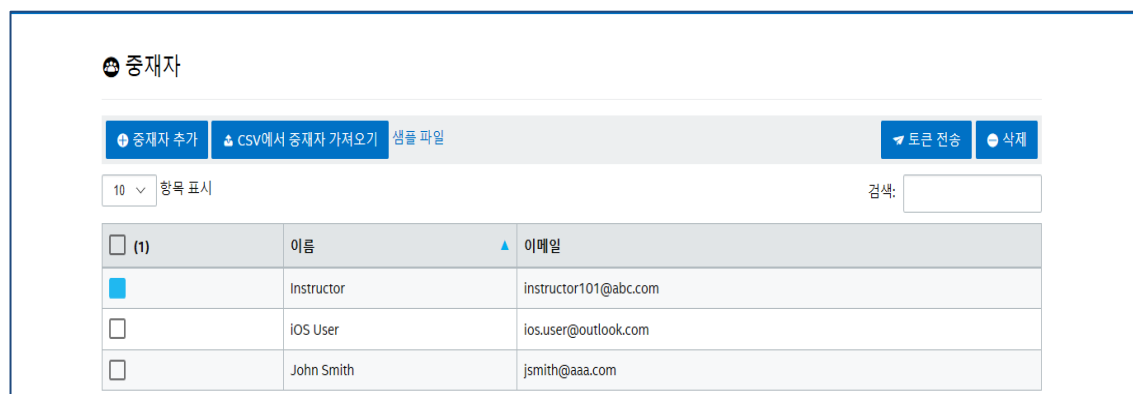 중재자
중재자 추가 CSV에서 중재자 가져오기 샘플 파일 토큰 전송 삭제
10 항목 표시 검색:
(1) 이름 이메일
Instructor instructor101@abc.com
iOS User ios.user@outlook.com
John Smith jsmith@aaa.com